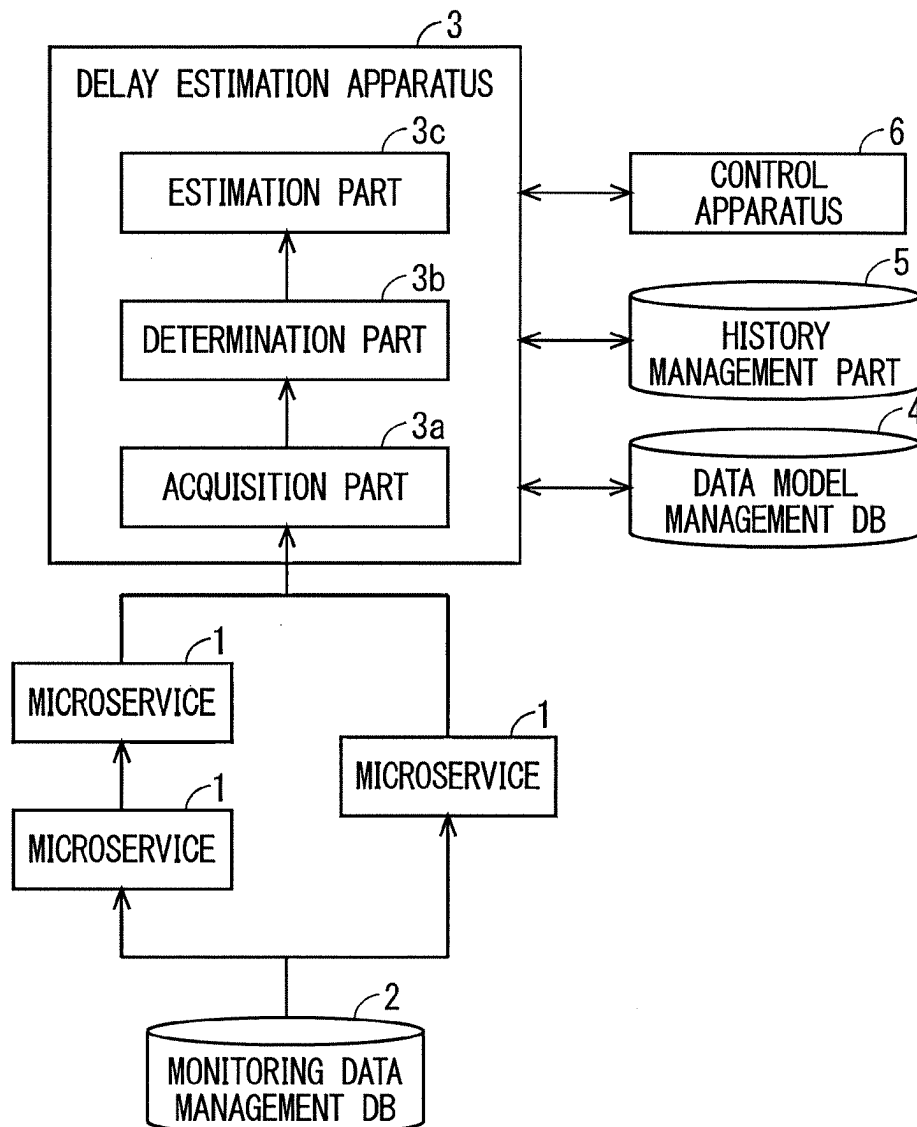 3
DELAY ESTIMATION APPARATUS
3c
ESTIMATION PART
6
CONTROL
APPARATUS
3b
DETERMINATION PART
5
HISTORY
MANAGEMENT PART
3a
ACQUISITION PART
4
DATA MODEL
MANAGEMENT DB
1
MICROSERVICE
1
MICROSERVICE
1
MICROSERVICE
2
MONITORING DATA
MANAGEMENT DB